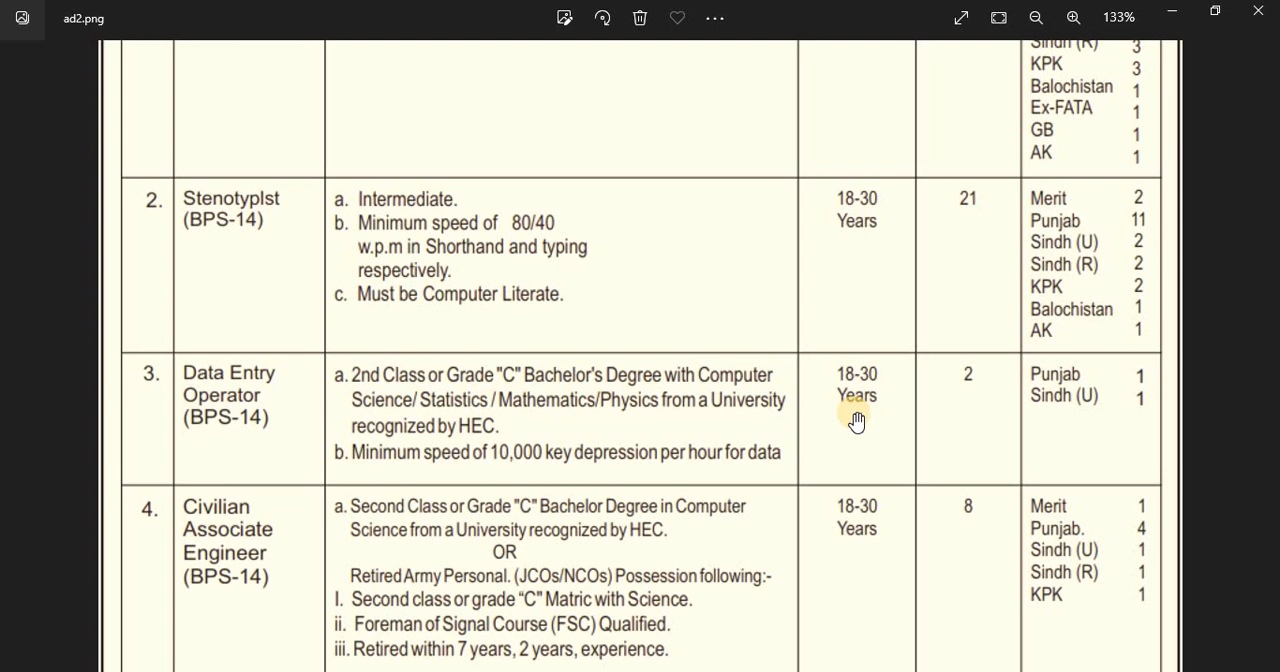 ad2.png
133%
Sindh (R) 3
KPK 3
Balochistan 1
Ex-FATA 1
GB 1
AK 1
2. Stenotyplst (BPS-14)
a. Intermediate.
b. Minimum speed of 80/40
w.p.m in Shorthand and typing
respectively.
c. Must be Computer Literate.
18-30
Years
21
Merit 2
Punjab 11
Sindh (U) 2
Sindh (R) 2
KPK 2
Balochistan 1
AK 1
3. Data Entry
Operator
(BPS-14)
a. 2nd Class or Grade "C" Bachelor's Degree with Computer
Science/ Statistics / Mathematics/Physics from a University
recognized by HEC.
b. Minimum speed of 10,000 key depression per hour for data
18-30
Years
2
Punjab 1
Sindh (U) 1
4. Civilian
Associate
Engineer
(BPS-14)
a. Second Class or Grade "C" Bachelor Degree in Computer
Science from a University recognized by HEC.
OR
Retired Army Personal. (JCOs/NCOs) Possession following:-
I. Second class or grade “C” Matric with Science.
ii. Foreman of Signal Course (FSC) Qualified.
iii. Retired within 7 years, 2 years, experience.
18-30
Years
8
Merit 1
Punjab. 4
Sindh (U) 1
Sindh (R) 1
KPK 1